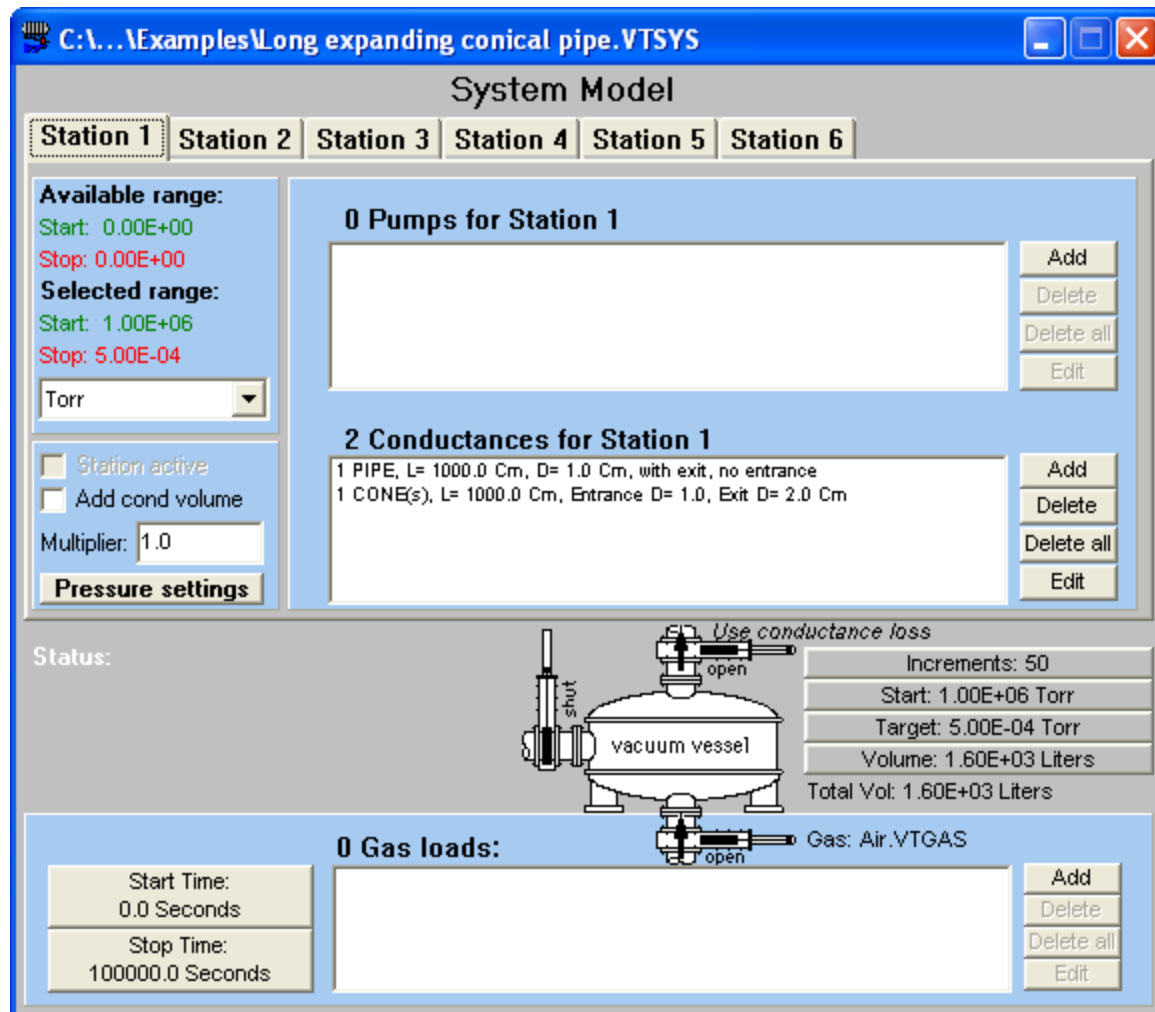 C:\...\Examples\Long expanding conical pipe.VTSYS
System Model
Station 1 Station 2 Station 3 Station 4 Station 5 Station 6
Available range:
Start: 0.00E+00
Stop: 0.00E+00
Selected range:
Start: 1.00E+06
Stop: 5.00E-04
Torr
Station active
Add cond volume
Multiplier: 1.0
Pressure settings
0 Pumps for Station 1
Add
Delete
Delete all
Edit
2 Conductances for Station 1
1 PIPE, L= 1000.0 Cm, D= 1.0 Cm, with exit, no entrance
1 CONE(s), L= 1000.0 Cm, Entrance D= 1.0, Exit D= 2.0 Cm
Add
Delete
Delete all
Edit
Status:
Use conductance loss
open
shut
vacuum vessel
open
Increments: 50
Start: 1.00E+06 Torr
Target: 5.00E-04 Torr
Volume: 1.60E+03 Liters
Total Vol: 1.60E+03 Liters
Gas: Air.VTGAS
0 Gas loads:
Start Time:
0.0 Seconds
Stop Time:
100000.0 Seconds
Add
Delete
Delete all
Edit